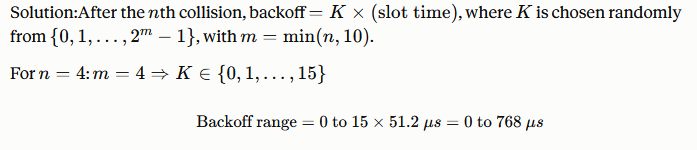 Solution:After the nth collision, backoff = K × (slot time), where K is chosen randomly
from {0, 1, . . . , 2^m − 1}, with m = min(n, 10).
For n = 4: m = 4 ⇒ K ∈ {0, 1, . . . , 15}
Backoff range = 0 to 15 × 51.2 μs = 0 to 768 μs